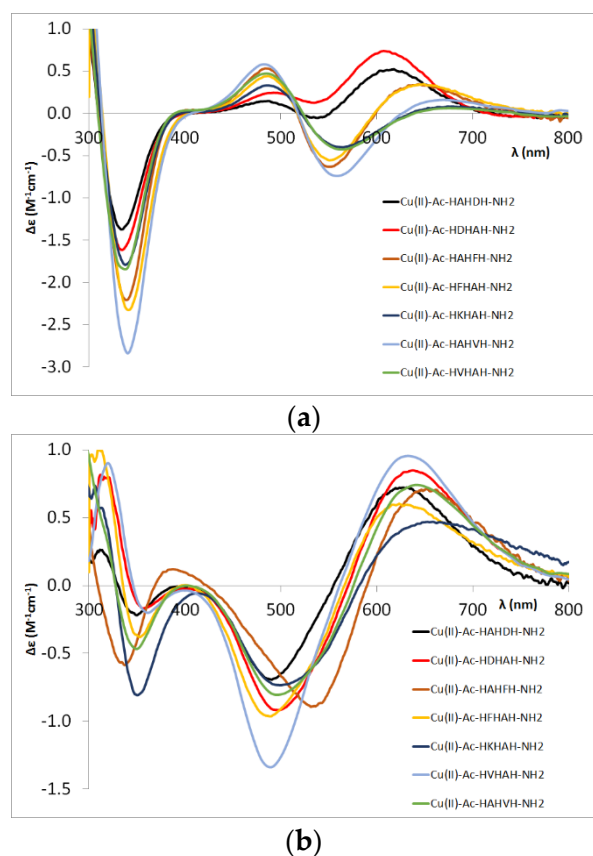 1.0
0.5
0.0
300 400 500 600 700 800
-0.5
-1.0
-1.5
-2.0
-2.5
-3.0
Δε (M⁻¹cm⁻¹)
λ (nm)
Cu(II)-Ac-HAHDH-NH2
Cu(II)-Ac-HDHAH-NH2
Cu(II)-Ac-HAHFH-NH2
Cu(II)-Ac-HFHAH-NH2
Cu(II)-Ac-HKHAH-NH2
Cu(II)-Ac-HAHVH-NH2
Cu(II)-Ac-HVHAH-NH2
(a)
1.0
0.5
0.0
300 400 500 600 700 800
-0.5
-1.0
-1.5
-2.0
Δε (M⁻¹cm⁻¹)
λ (nm)
Cu(II)-Ac-HAHDH-NH2
Cu(II)-Ac-HDHAH-NH2
Cu(II)-Ac-HAHFH-NH2
Cu(II)-Ac-HFHAH-NH2
Cu(II)-Ac-HKHAH-NH2
Cu(II)-Ac-HVHAH-NH2
Cu(II)-Ac-HAHVH-NH2
(b)